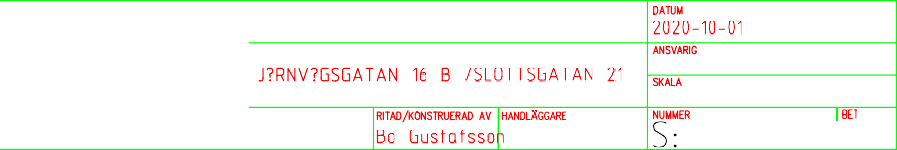 DATUM
2020-10-01
ANSVARIG
J?RNV?GSGATAN 16 B /SLOTTSGATAN 21
SKALA
RITAD/KONSTRUERAD AV HANDLÄGGARE
Bo Gustafsson
NUMMER BET
S: